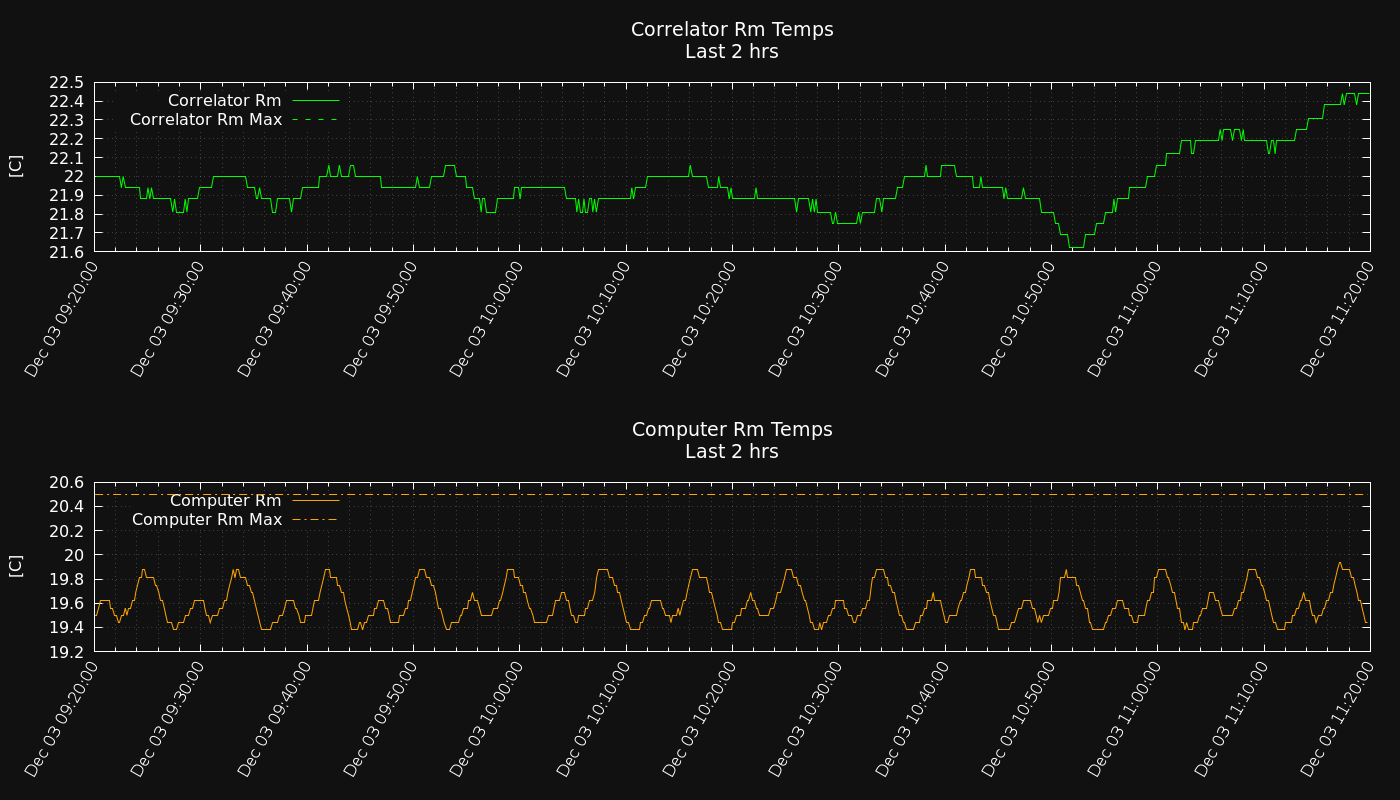 Correlator Rm Temps
Last 2 hrs
[C]
22.5
22.4
22.3
22.2
22.1
22
21.9
21.8
21.7
21.6
Correlator Rm
Correlator Rm Max
Dec 03 09:20:00
Dec 03 09:30:00
Dec 03 09:40:00
Dec 03 09:50:00
Dec 03 10:00:00
Dec 03 10:10:00
Dec 03 10:20:00
Dec 03 10:30:00
Dec 03 10:40:00
Dec 03 10:50:00
Dec 03 11:00:00
Dec 03 11:10:00
Dec 03 11:20:00
Computer Rm Temps
Last 2 hrs
[C]
20.6
20.4
20.2
20
19.8
19.6
19.4
19.2
Computer Rm
Computer Rm Max
Dec 03 09:20:00
Dec 03 09:30:00
Dec 03 09:40:00
Dec 03 09:50:00
Dec 03 10:00:00
Dec 03 10:10:00
Dec 03 10:20:00
Dec 03 10:30:00
Dec 03 10:40:00
Dec 03 10:50:00
Dec 03 11:00:00
Dec 03 11:10:00
Dec 03 11:20:00